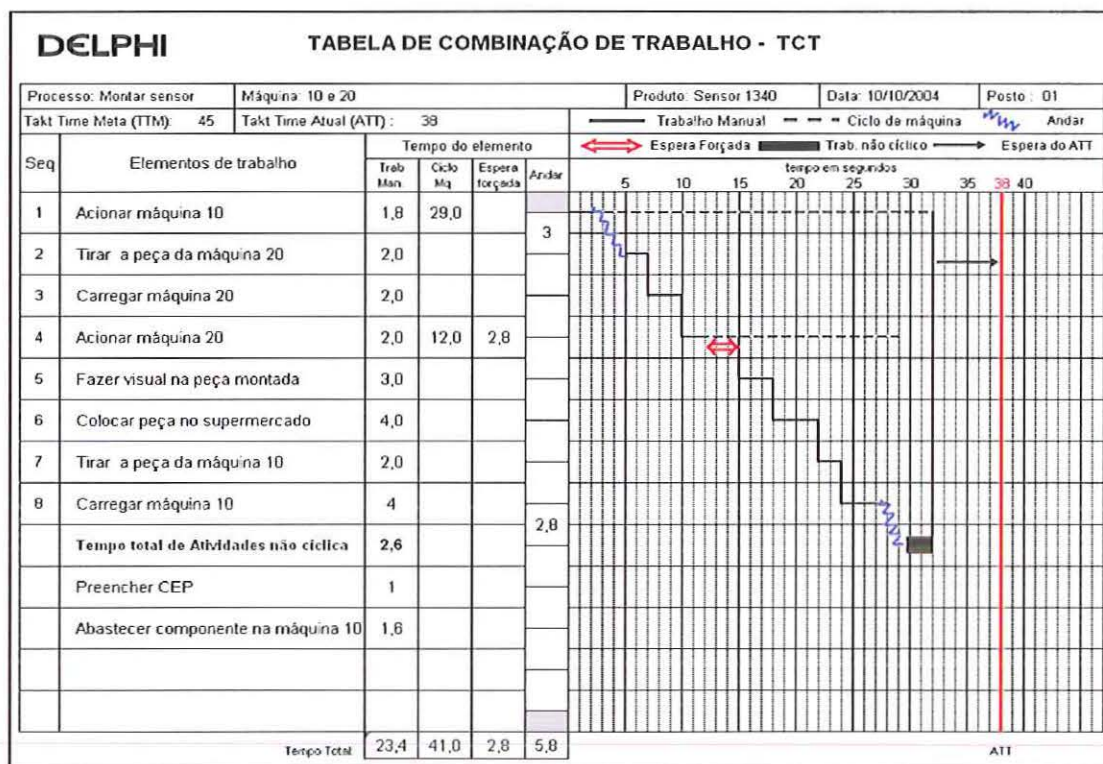 DELPHI TABELA DE COMBINAÇÃO DE TRABALHO - TCT
Processo: Montar sensor Máquina: 10 e 20 Produto: Sensor 1340 Data: 10/10/2004 Posto : 01
Takt Time Meta (TTM): 45 Takt Time Atual (ATT) : 38 Trabalho Manual Ciclo de máquina Andar
Seq Elementos de trabalho Tempo do elemento Espera Forçada Trab. não cíclico Espera do ATT
Trab Man. Ciclo Mq Espera forçada Andar tempo em segundos
5 10 15 20 25 30 35 38 40
1 Acionar máquina 10 1,8 29,0
3
2 Tirar a peça da máquina 20 2,0
3 Carregar máquina 20 2,0
4 Acionar máquina 20 2,0 12,0 2,8
5 Fazer visual na peça montada 3,0
6 Colocar peça no supermercado 4,0
7 Tirar a peça da máquina 10 2,0
8 Carregar máquina 10 4
2,8
Tempo total de Atividades não cíclica 2,6
Preencher CEP 1
Abastecer componente na máquina 10 1,6
Tempo Total 23,4 41,0 2,8 5,8 ATT